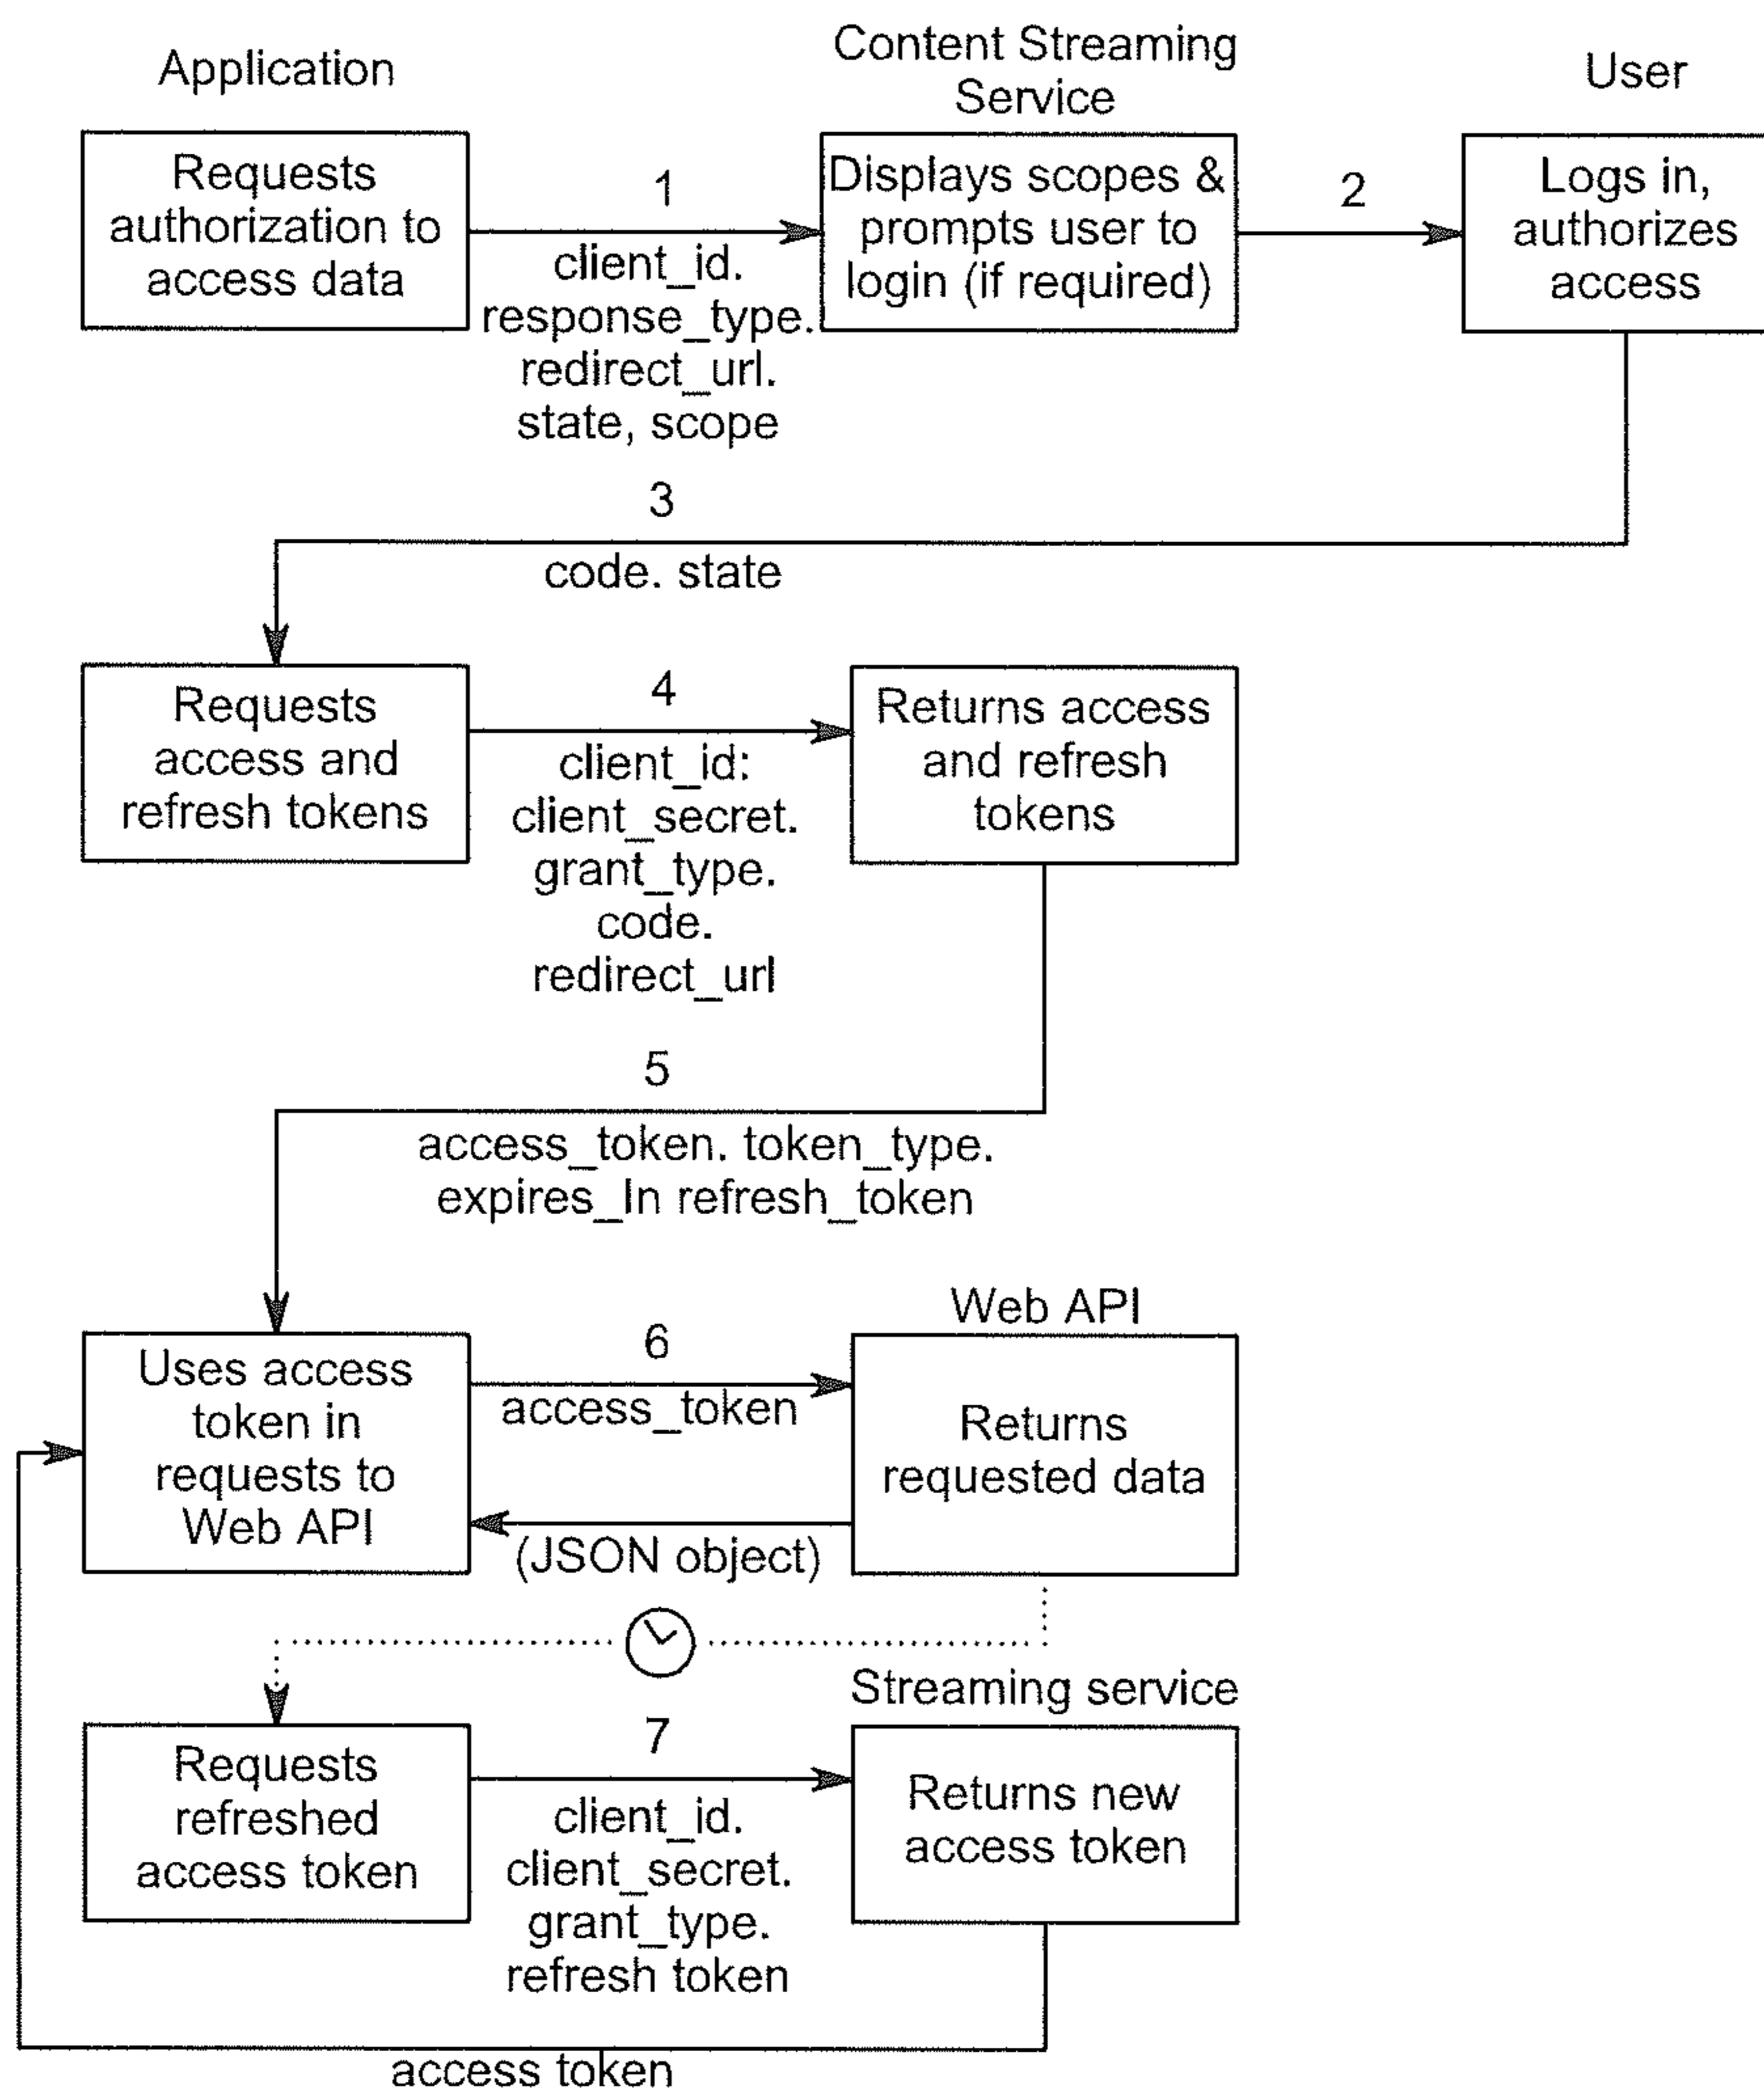 Application
Content Streaming
Service
User
Requests
authorization to
access data
1
client_id.
response_type.
redirect_url.
state, scope
Displays scopes &
prompts user to
login (if required)
2
Logs in,
authorizes
access
3
code. state
Requests
access and
refresh tokens
4
client_id:
client_secret.
grant_type.
code.
redirect_url
Returns access
and refresh
tokens
5
access_token. token_type.
expires_In refresh_token
Uses access
token in
requests to
Web API
6
access_token
(JSON object)
Web API
Returns
requested data
Requests
refreshed
access token
7
client_id.
client_secret.
grant_type.
refresh token
Streaming service
Returns new
access token
access token